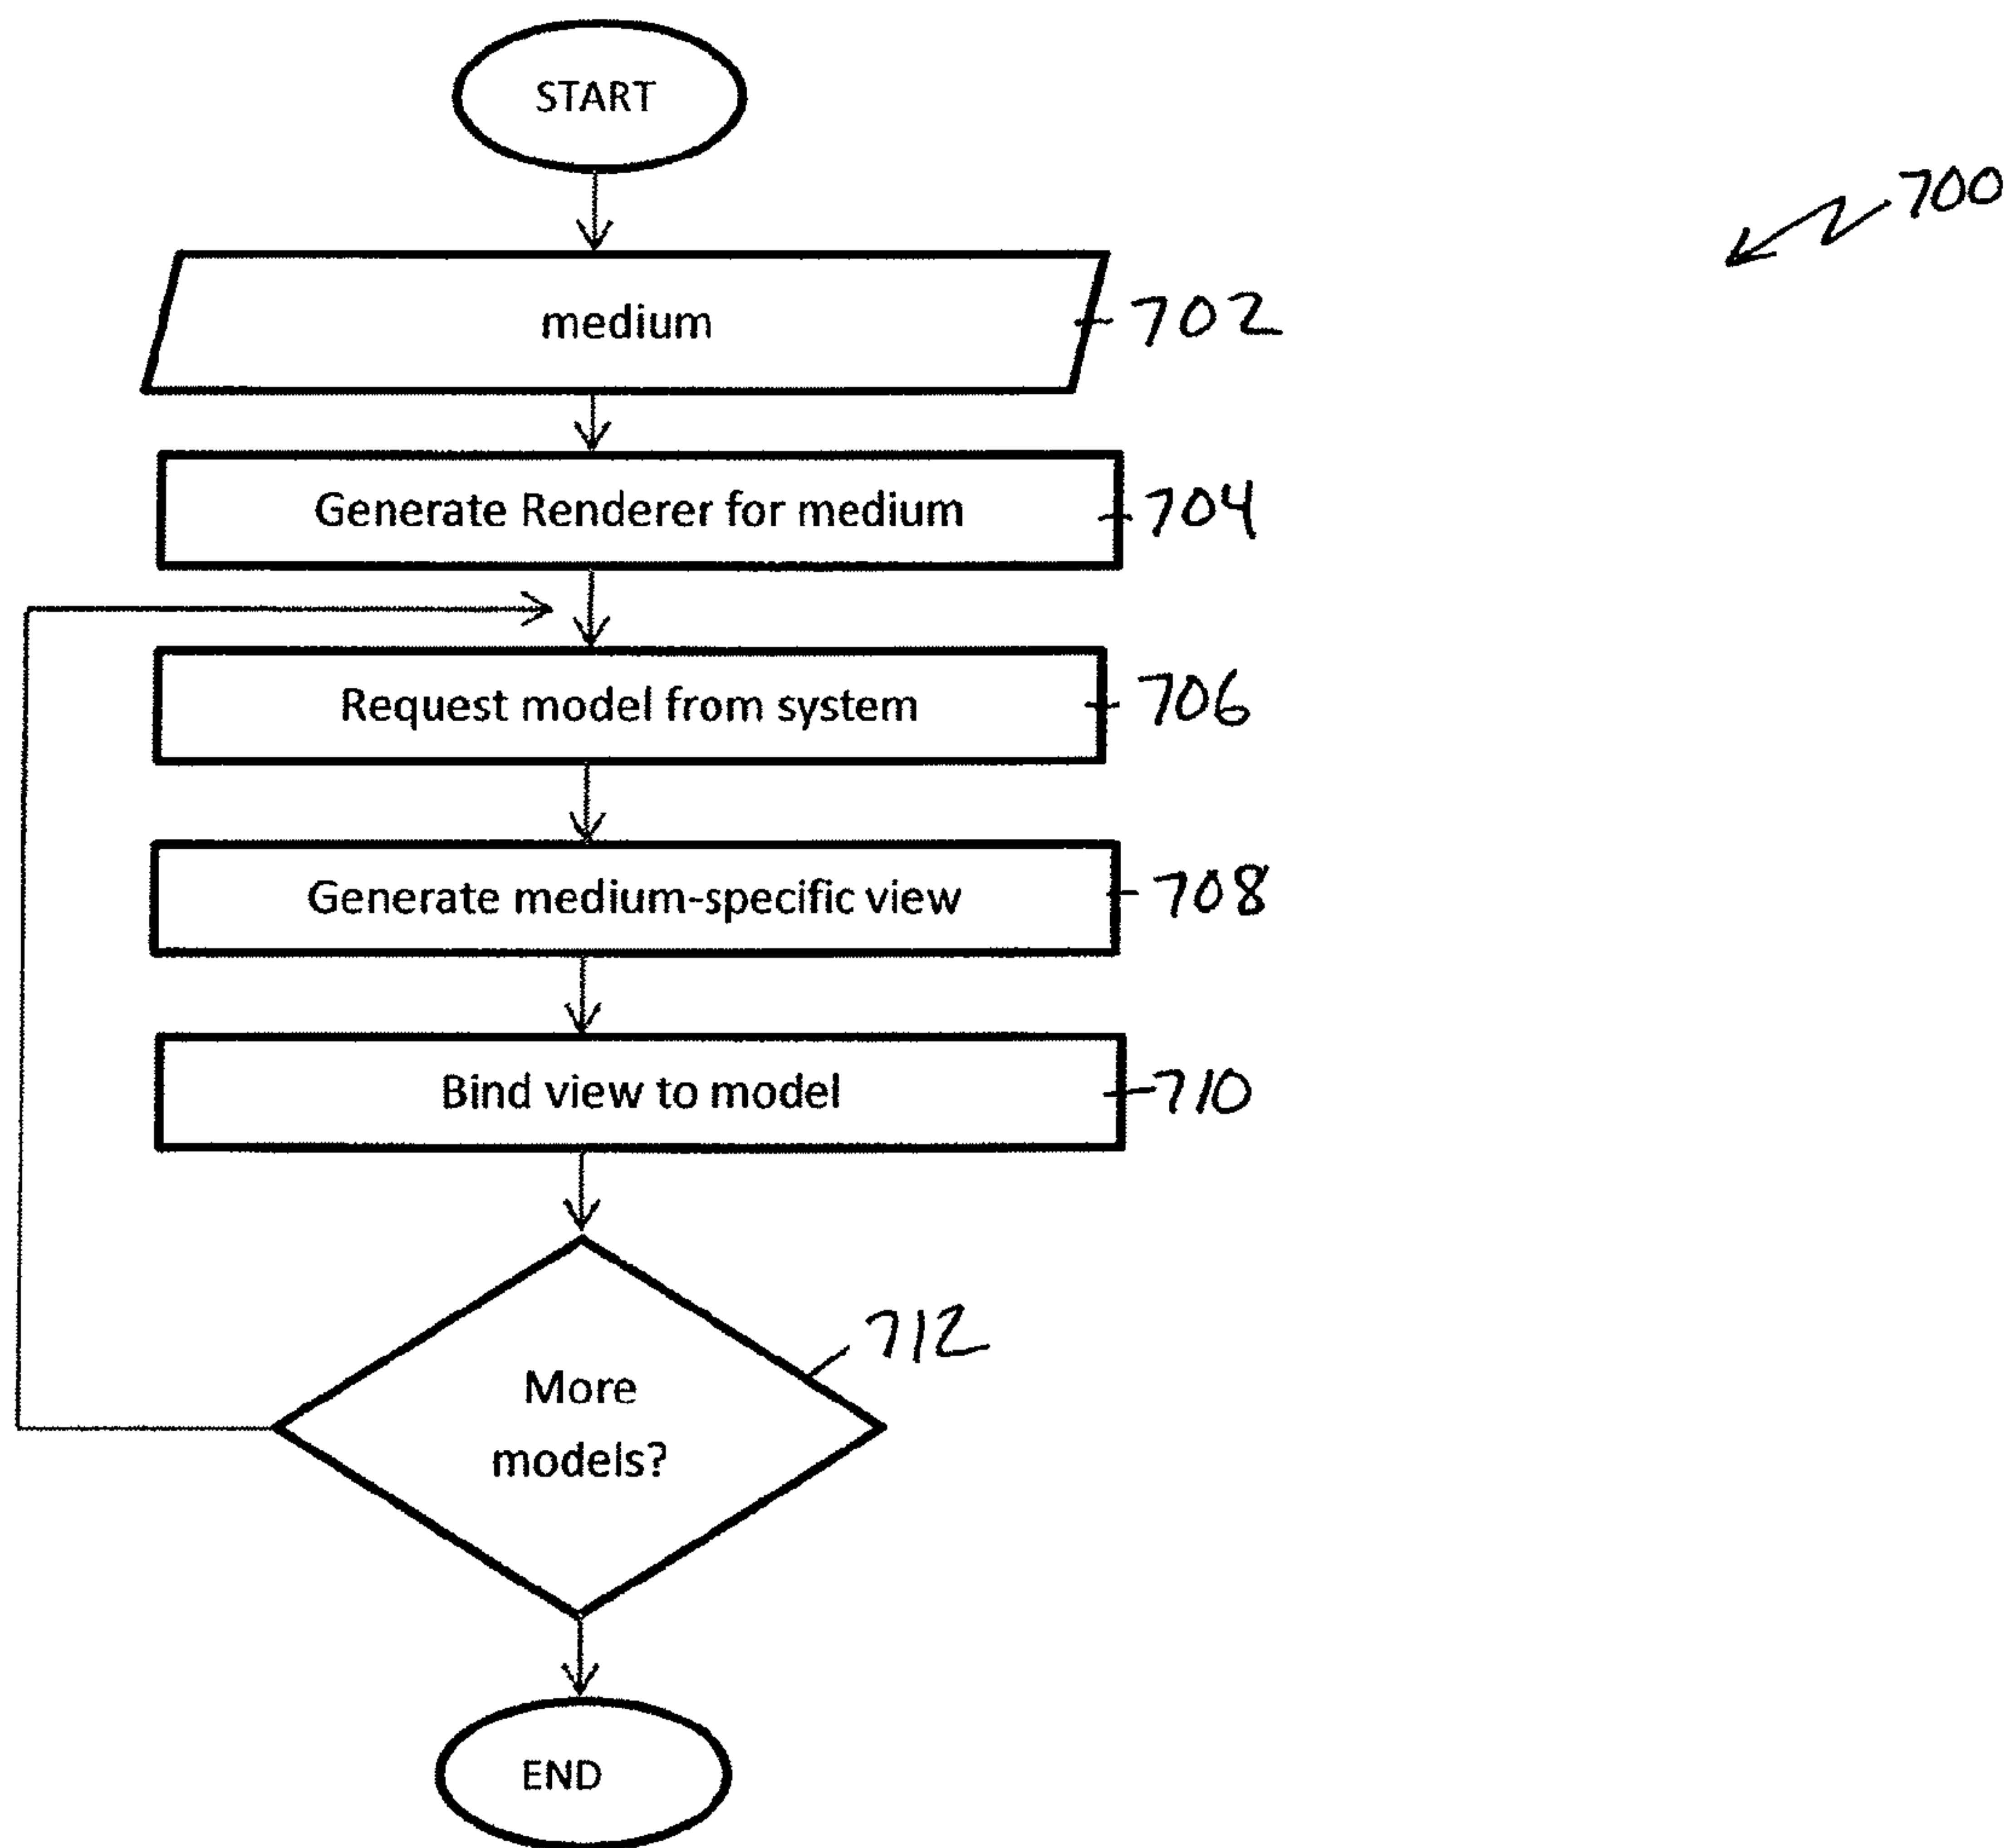 START
700
medium
702
Generate Renderer for medium
704
Request model from system
706
Generate medium-specific view
708
Bind view to model
710
More
models?
712
END